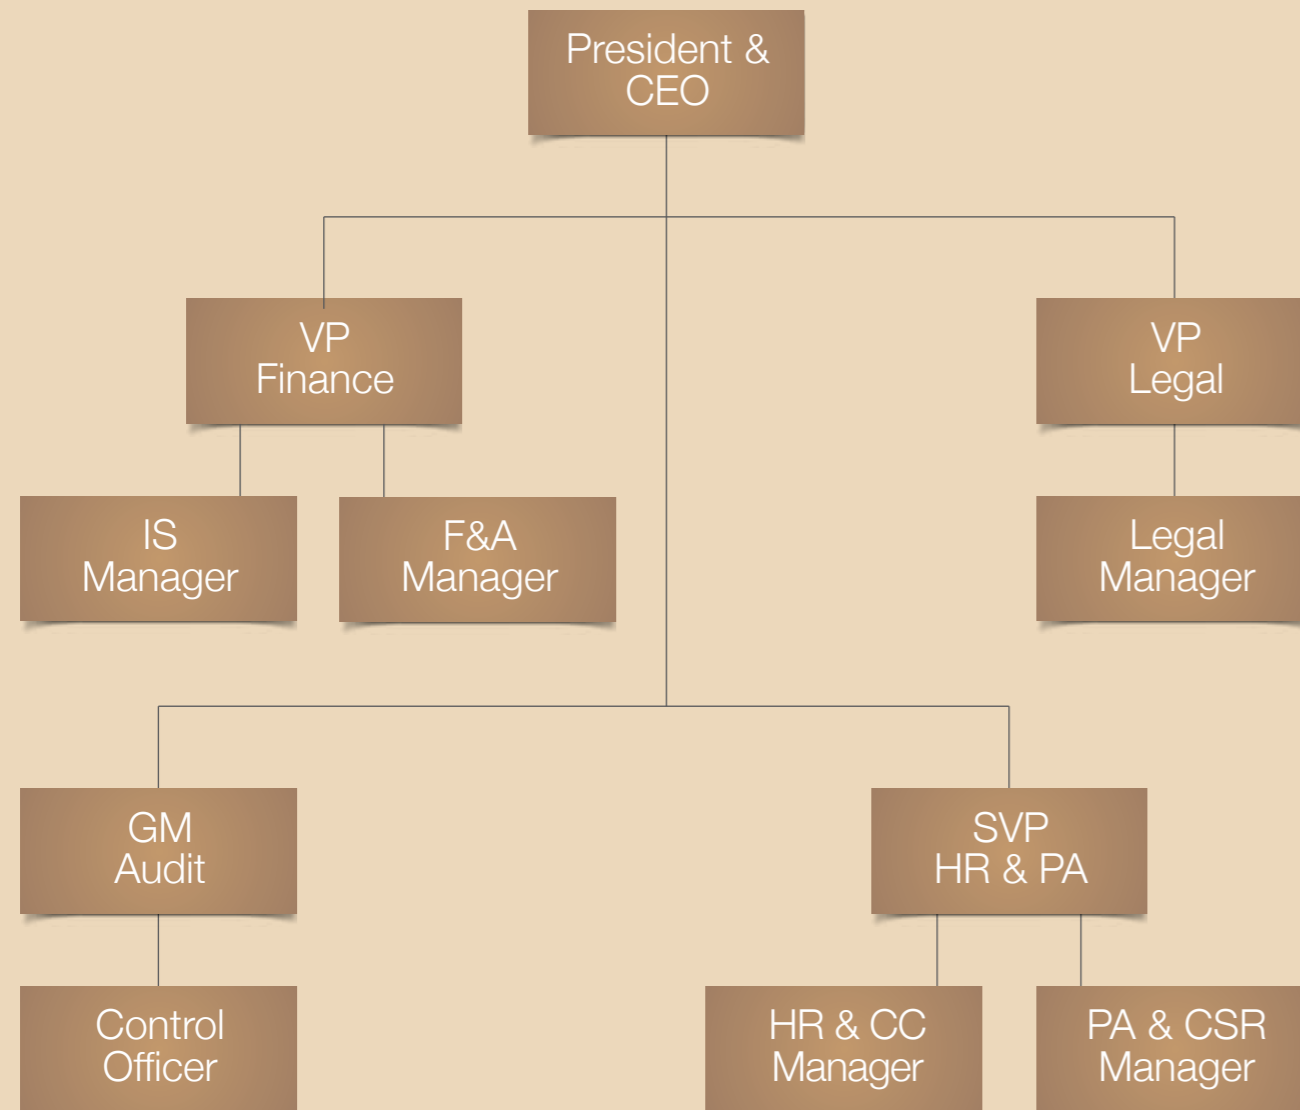 President &
CEO
VP
Finance
VP
Legal
IS
Manager
F&A
Manager
Legal
Manager
GM
Audit
SVP
HR & PA
Control
Officer
HR & CC
Manager
PA & CSR
Manager